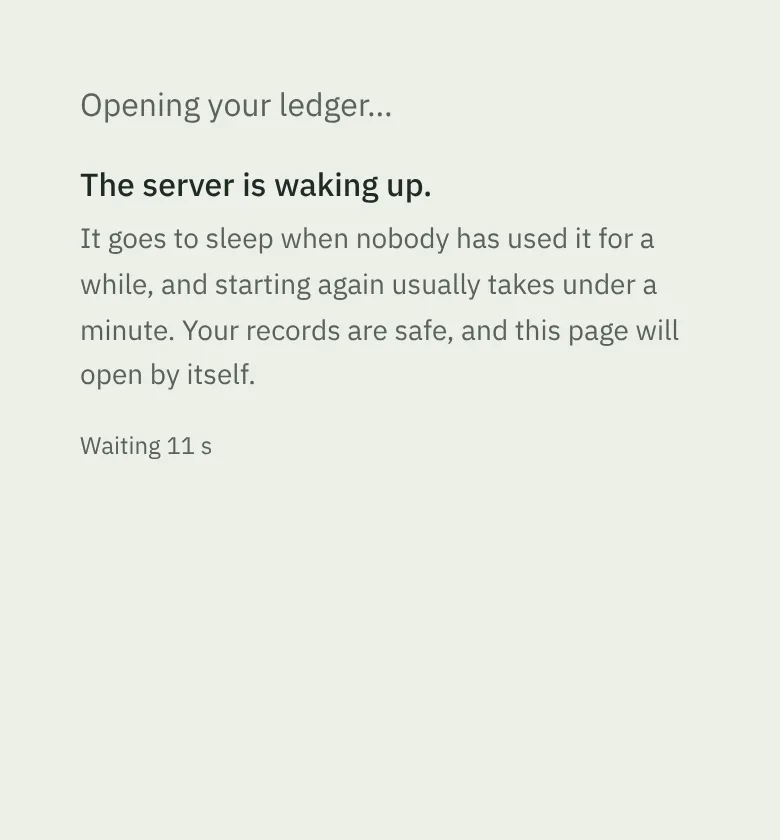 Opening your ledger...
The server is waking up.
It goes to sleep when nobody has used it for a
while, and starting again usually takes under a
minute. Your records are safe, and this page will
open by itself.
Waiting 11 s